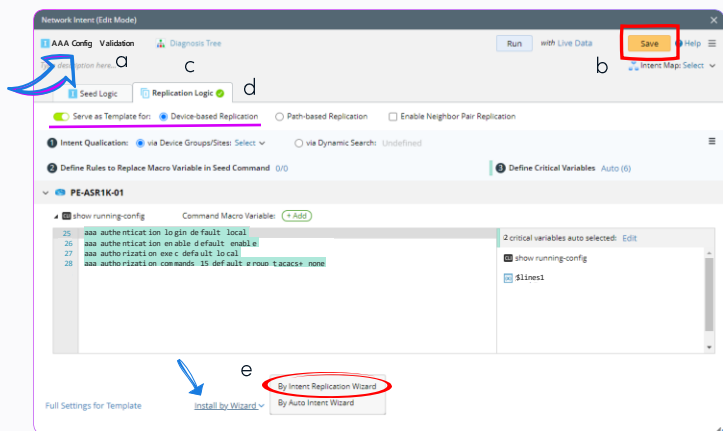 Network Intent (Edit Mode)
AAA Config Validation
Diagnosis Tree
Run with Live Data
Save
Help
description here...
a
c
b
Intent Map: Select
Seed Logic
Replication Logic
d
Serve as Template for: Device-based Replication Path-based Replication Enable Neighbor Pair Replication
1 Intent Qualication: via Device Groups/Sites: Select via Dynamic Search: Undefined
2 Define Rules to Replace Macro Variable in Seed Command 0/0
3 Define Critical Variables Auto (6)
PE-ASR1K-01
show running-config Command Macro Variable: + Add
25 aaa authentication login default local
26 aaa authentication enable default enable
27 aaa authorization exec default local
28 aaa authorization commands 15 default group tacacs+ none
2 critical variables auto selected: Edit
show running-config
$lines1
e
By Intent Replication Wizard
By Auto Intent Wizard
Full Settings for Template
Install by Wizard